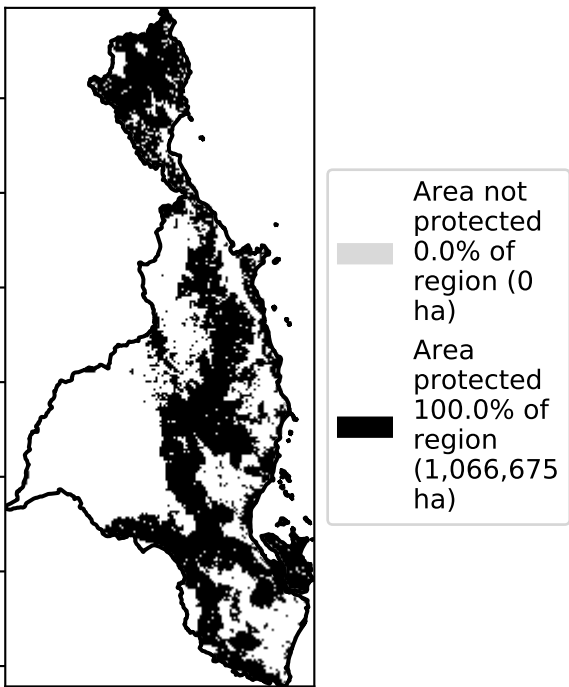 Area not
protected
0.0% of
region (0
ha)
Area
protected
100.0% of
region
(1,066,675
ha)